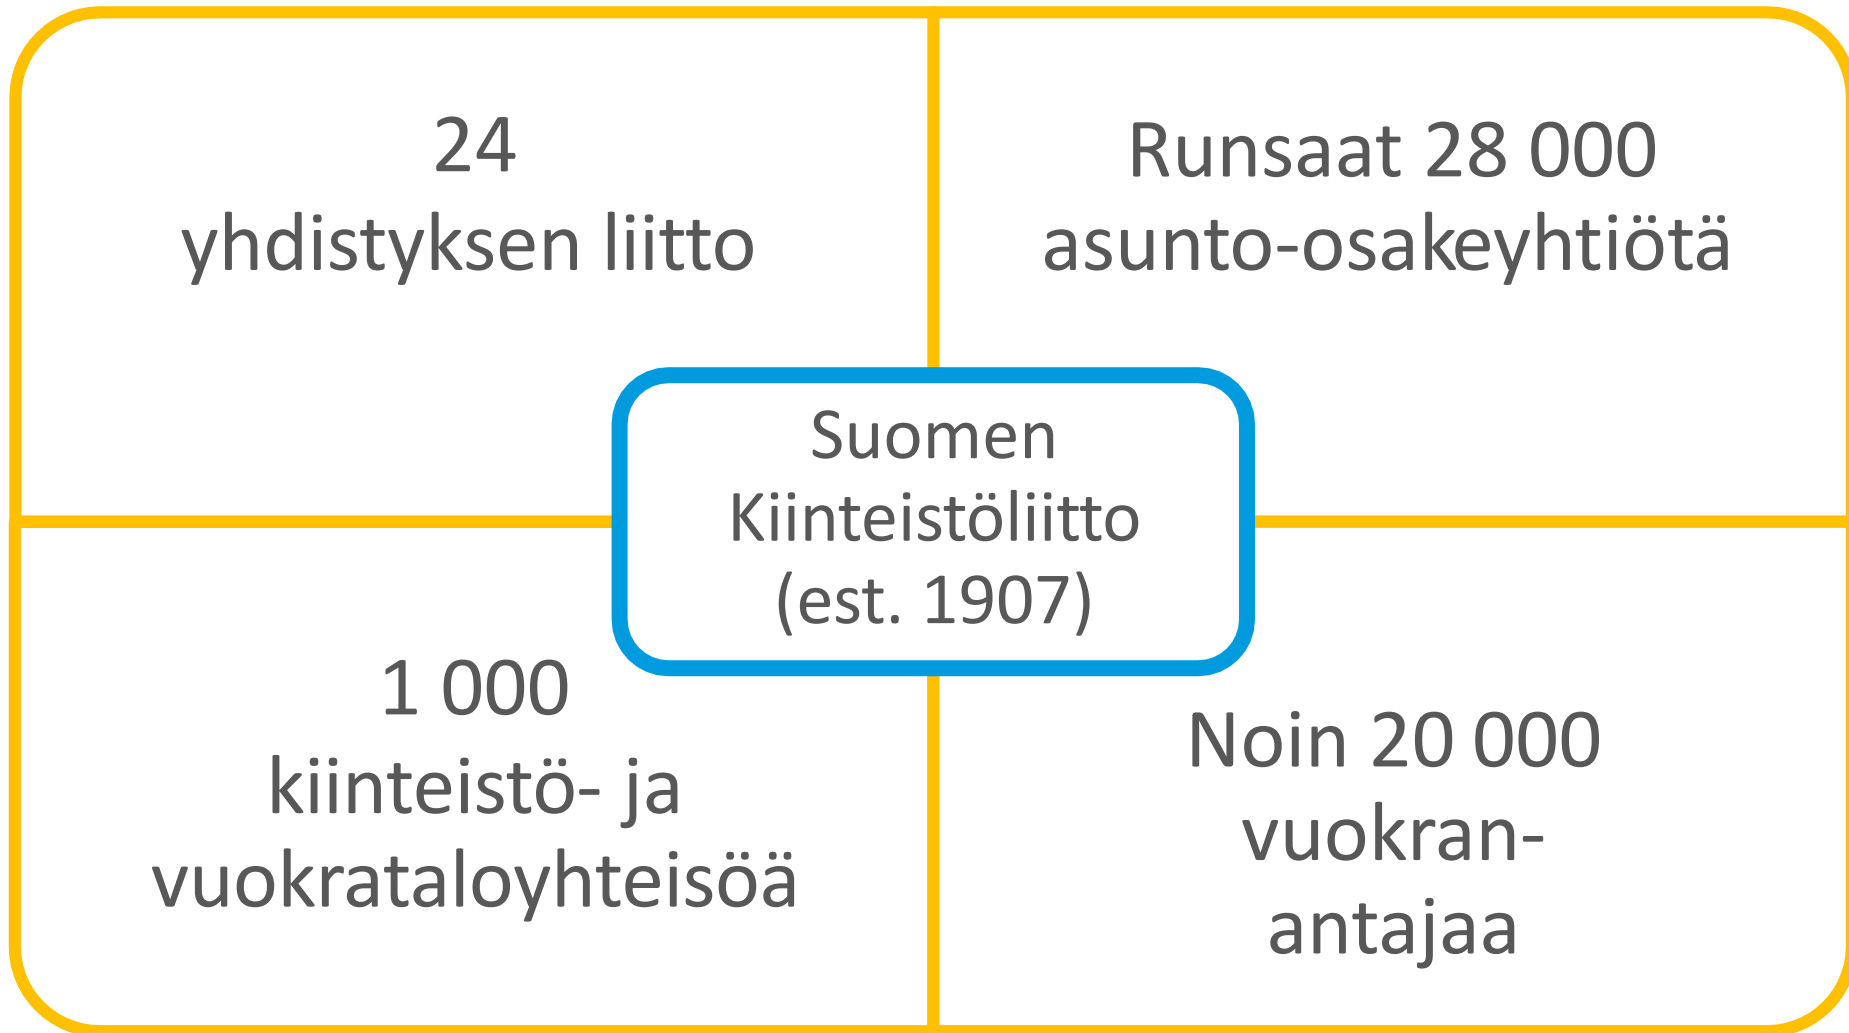 24
yhdistyksen liitto
Runsaat 28 000
asunto-osakeyhtiötä
Suomen
Kiinteistöliitto
(est. 1907)
1 000
kiinteistö- ja
vuokrataloyhteisöä
Noin 20 000
vuokran-
antajaa